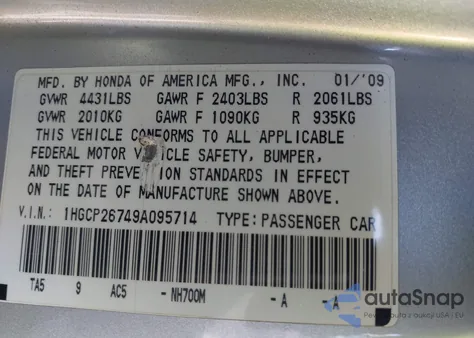 MFD. BY HONDA OF AMERICA MFG., INC. 01/'09
GVWR 4431LBS GAWR F 2403LBS R 2061LBS
GVWR 2010KG GAWR F 1090KG R 935KG
THIS VEHICLE CONFORMS TO ALL APPLICABLE
FEDERAL MOTOR VEHICLE SAFETY, BUMPER,
AND THEFT PREVENTION STANDARDS IN EFFECT
ON THE DATE OF MANUFACTURE SHOWN ABOVE.
V.I.N.: 1HGCP26749A095714 TYPE: PASSENGER CAR
TA5 9 AC5 - NH700M - A - A
autoSnap